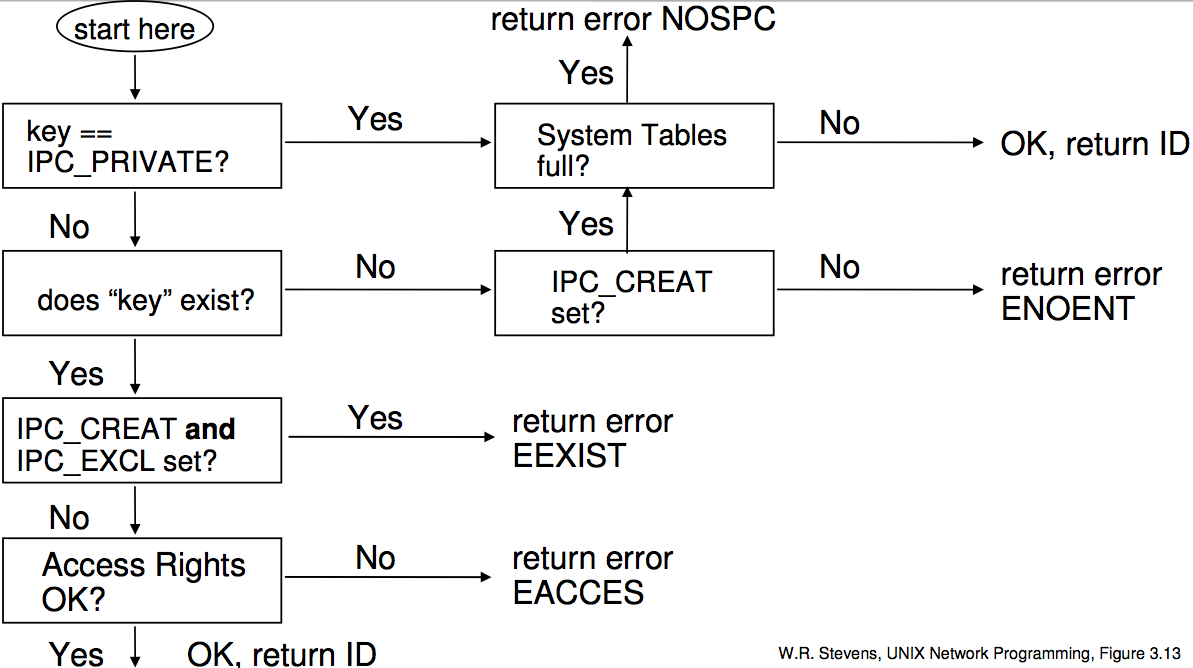 start here
return error NOSPC
Yes
key ==
IPC_PRIVATE?
Yes
System Tables
full?
No
OK, return ID
No
Yes
does “key” exist?
No
IPC_CREAT
set?
No
return error
ENOENT
Yes
IPC_CREAT and
IPC_EXCL set?
Yes
return error
EEXIST
No
Access Rights
OK?
No
return error
EACCES
Yes
OK, return ID
W.R. Stevens, UNIX Network Programming, Figure 3.13